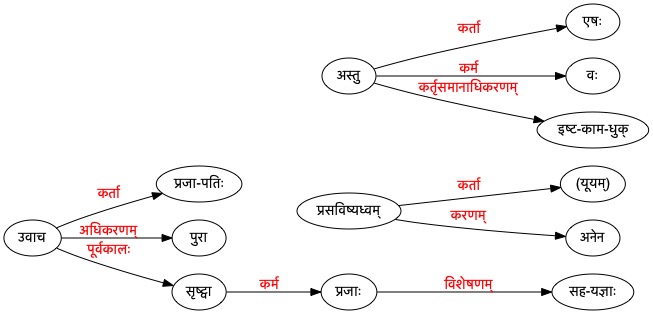 कर्ता
एषः
अस्तु
कर्म
वः
कर्तृसमानाधिकरणम्
इष्ट-काम-धुक्
कर्ता
प्रजा-पतिः
उवाच
अधिकरणम्
पुरा
पूर्वकालः
सृष्ट्वा
कर्म
प्रजाः
विशेषणम्
सह-यज्ञाः
प्रसविष्यध्वम्
कर्ता
(यूयम्)
करणम्
अनेन